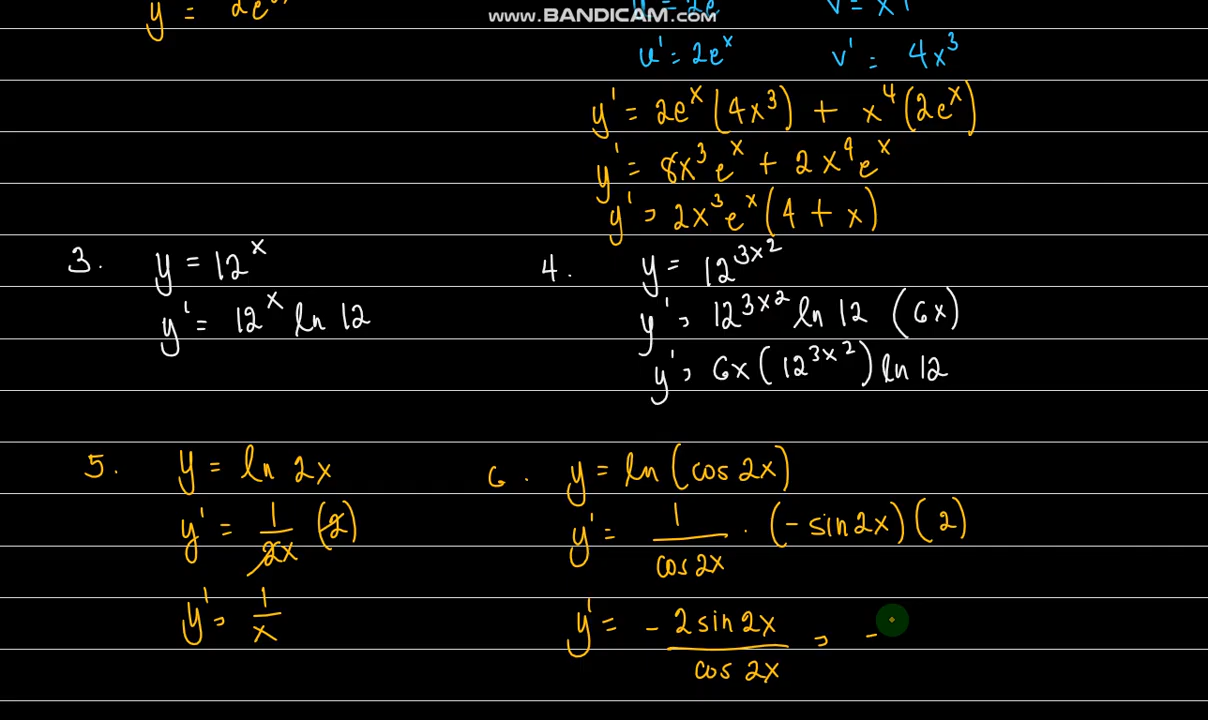 www.BANDICAM.com
u' = 2e^x v' = 4x^3
y' = 2e^x (4x^3) + x^4 (2e^x)
y' = 8x^3 e^x + 2x^4 e^x
y' = 2x^3 e^x (4 + x)
3. y = 12^x
y' = 12^x ln 12
4. y = 12^{3x^2}
y' = 12^{3x^2} ln 12 (6x)
y' = 6x (12^{3x^2}) ln 12
5. y = ln 2x
y' = 1/2x (2)
y' = 1/x
6. y = ln (cos 2x)
y' = 1/cos 2x · (- sin 2x) (2)
y' = - 2 sin 2x / cos 2x = -